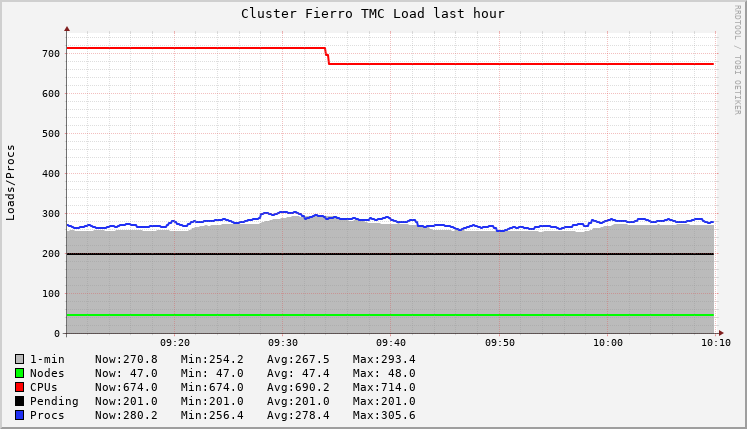 Cluster Fierro TMC Load last hour
RRDTOOL / TOBI OETIKER
Loads/Procs
700
600
500
400
300
200
100
0
09:20 09:30 09:40 09:50 10:00 10:10
1-min Now:270.8 Min:254.2 Avg:267.5 Max:293.4
Nodes Now: 47.0 Min: 47.0 Avg: 47.4 Max: 48.0
CPUs Now:674.0 Min:674.0 Avg:690.2 Max:714.0
Pending Now:201.0 Min:201.0 Avg:201.0 Max:201.0
Procs Now:280.2 Min:256.4 Avg:278.4 Max:305.6